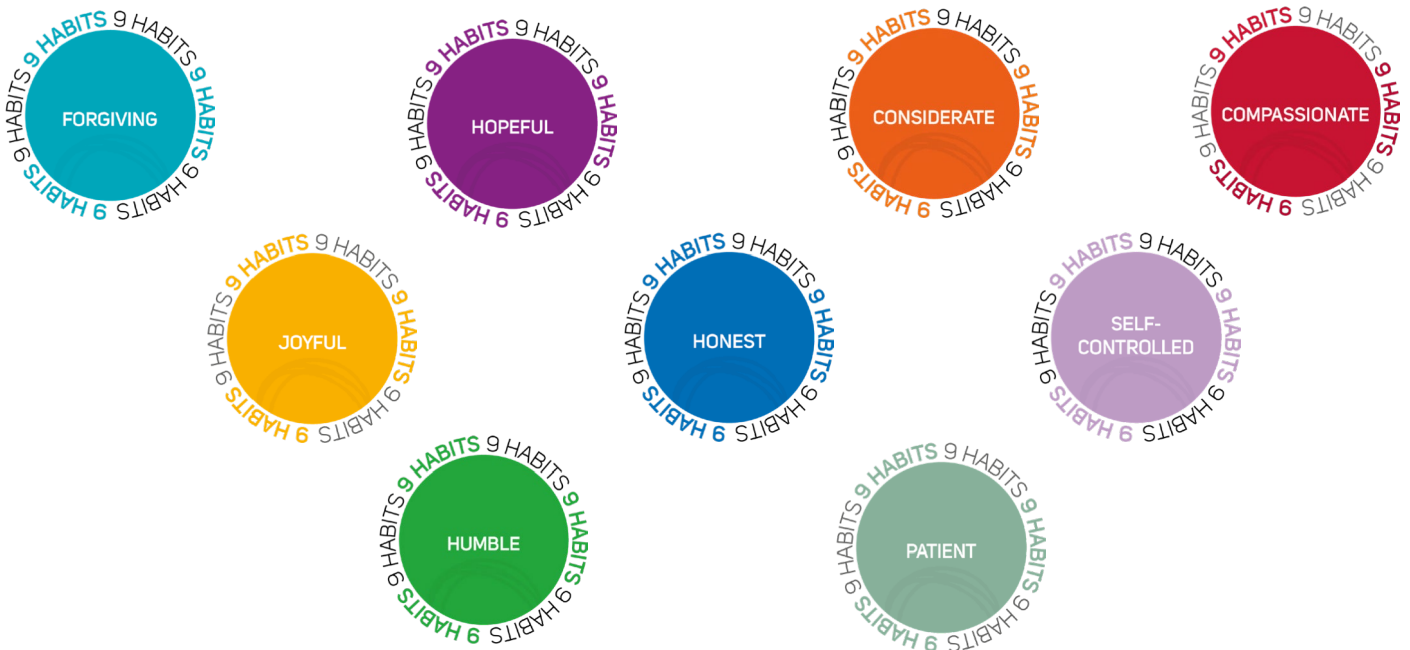 9 HABITS 9 HABITS 9 HABITS 9 HABITS 9 HABITS 9 HABITS
FORGIVING
9 HABITS 9 HABITS 9 HABITS 9 HABITS 9 HABITS 9 HABITS
HOPEFUL
9 HABITS 9 HABITS 9 HABITS 9 HABITS 9 HABITS 9 HABITS
CONSIDERATE
9 HABITS 9 HABITS 9 HABITS 9 HABITS 9 HABITS 9 HABITS
COMPASSIONATE
9 HABITS 9 HABITS 9 HABITS 9 HABITS 9 HABITS 9 HABITS
JOYFUL
9 HABITS 9 HABITS 9 HABITS 9 HABITS 9 HABITS 9 HABITS
HONEST
9 HABITS 9 HABITS 9 HABITS 9 HABITS 9 HABITS 9 HABITS
SELF-
CONTROLLED
9 HABITS 9 HABITS 9 HABITS 9 HABITS 9 HABITS 9 HABITS
HUMBLE
9 HABITS 9 HABITS 9 HABITS 9 HABITS 9 HABITS 9 HABITS
PATIENT